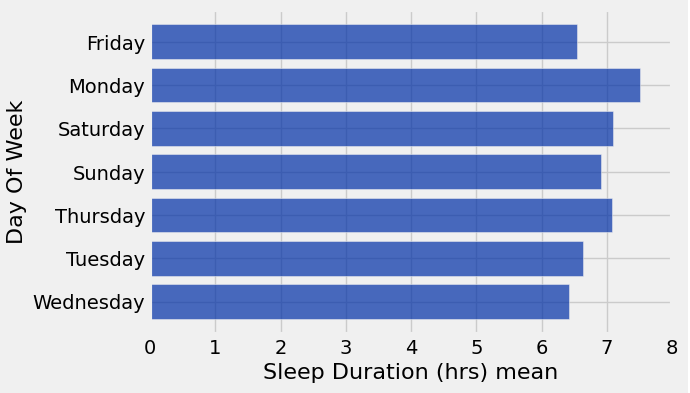 Day Of Week
Friday
Monday
Saturday
Sunday
Thursday
Tuesday
Wednesday
0 1 2 3 4 5 6 7 8
Sleep Duration (hrs) mean